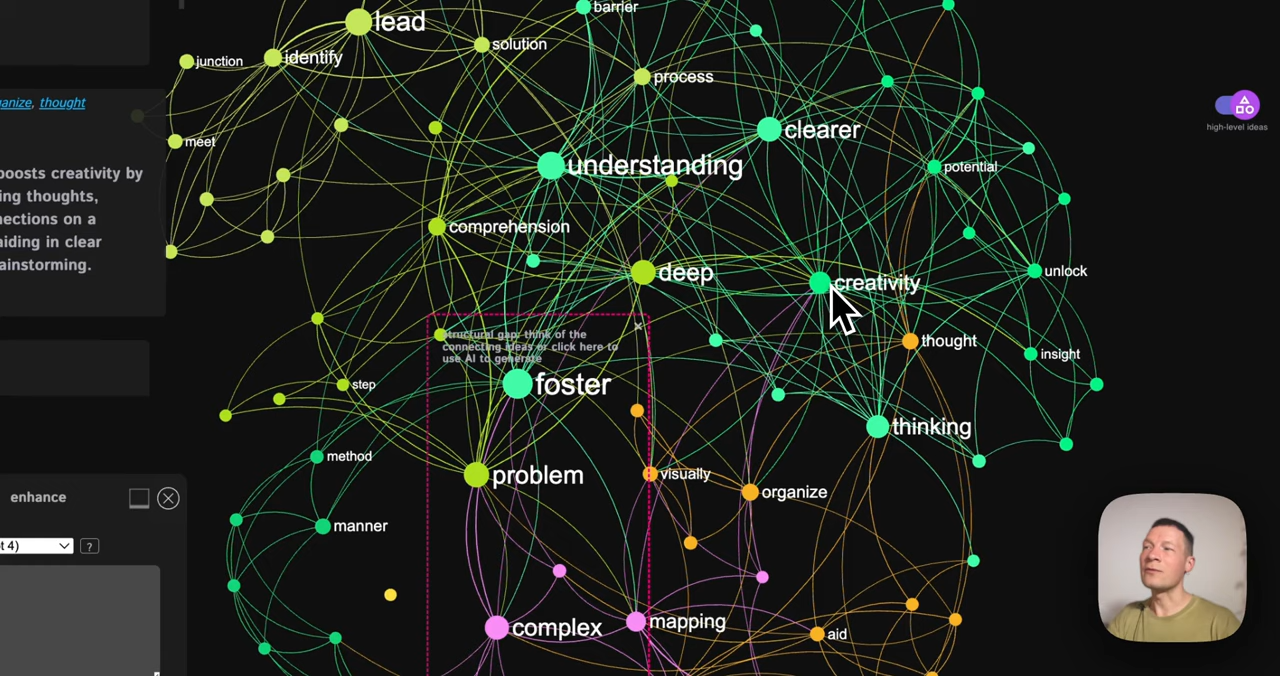 lead
barrier
solution
junction
identify
process
anize, thought
meet
clearer
high-level ideas
understanding
potential
boosts creativity by
ing thoughts,
nections on a
aiding in clear
ainstorming.
comprehension
deep
creativity
unlock
structural gap: think of the
connecting ideas or click here to
use AI to generate
thought
insight
step
foster
thinking
method
problem
visually
organize
enhance
manner
t 4)
?
complex
mapping
aid